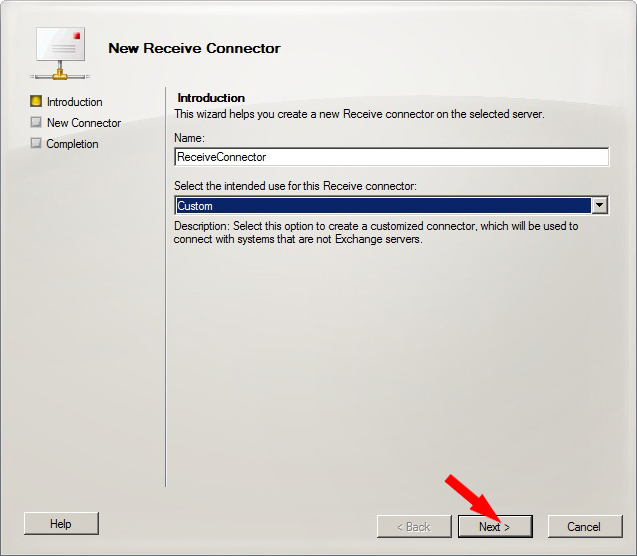 New Receive Connector
Introduction
New Connector
Completion
Introduction
This wizard helps you create a new Receive connector on the selected server.
Name:
ReceiveConnector
Select the intended use for this Receive connector:
Custom
Description: Select this option to create a customized connector, which will be used to
connect with systems that are not Exchange servers.
Help
< Back
Next >
Cancel